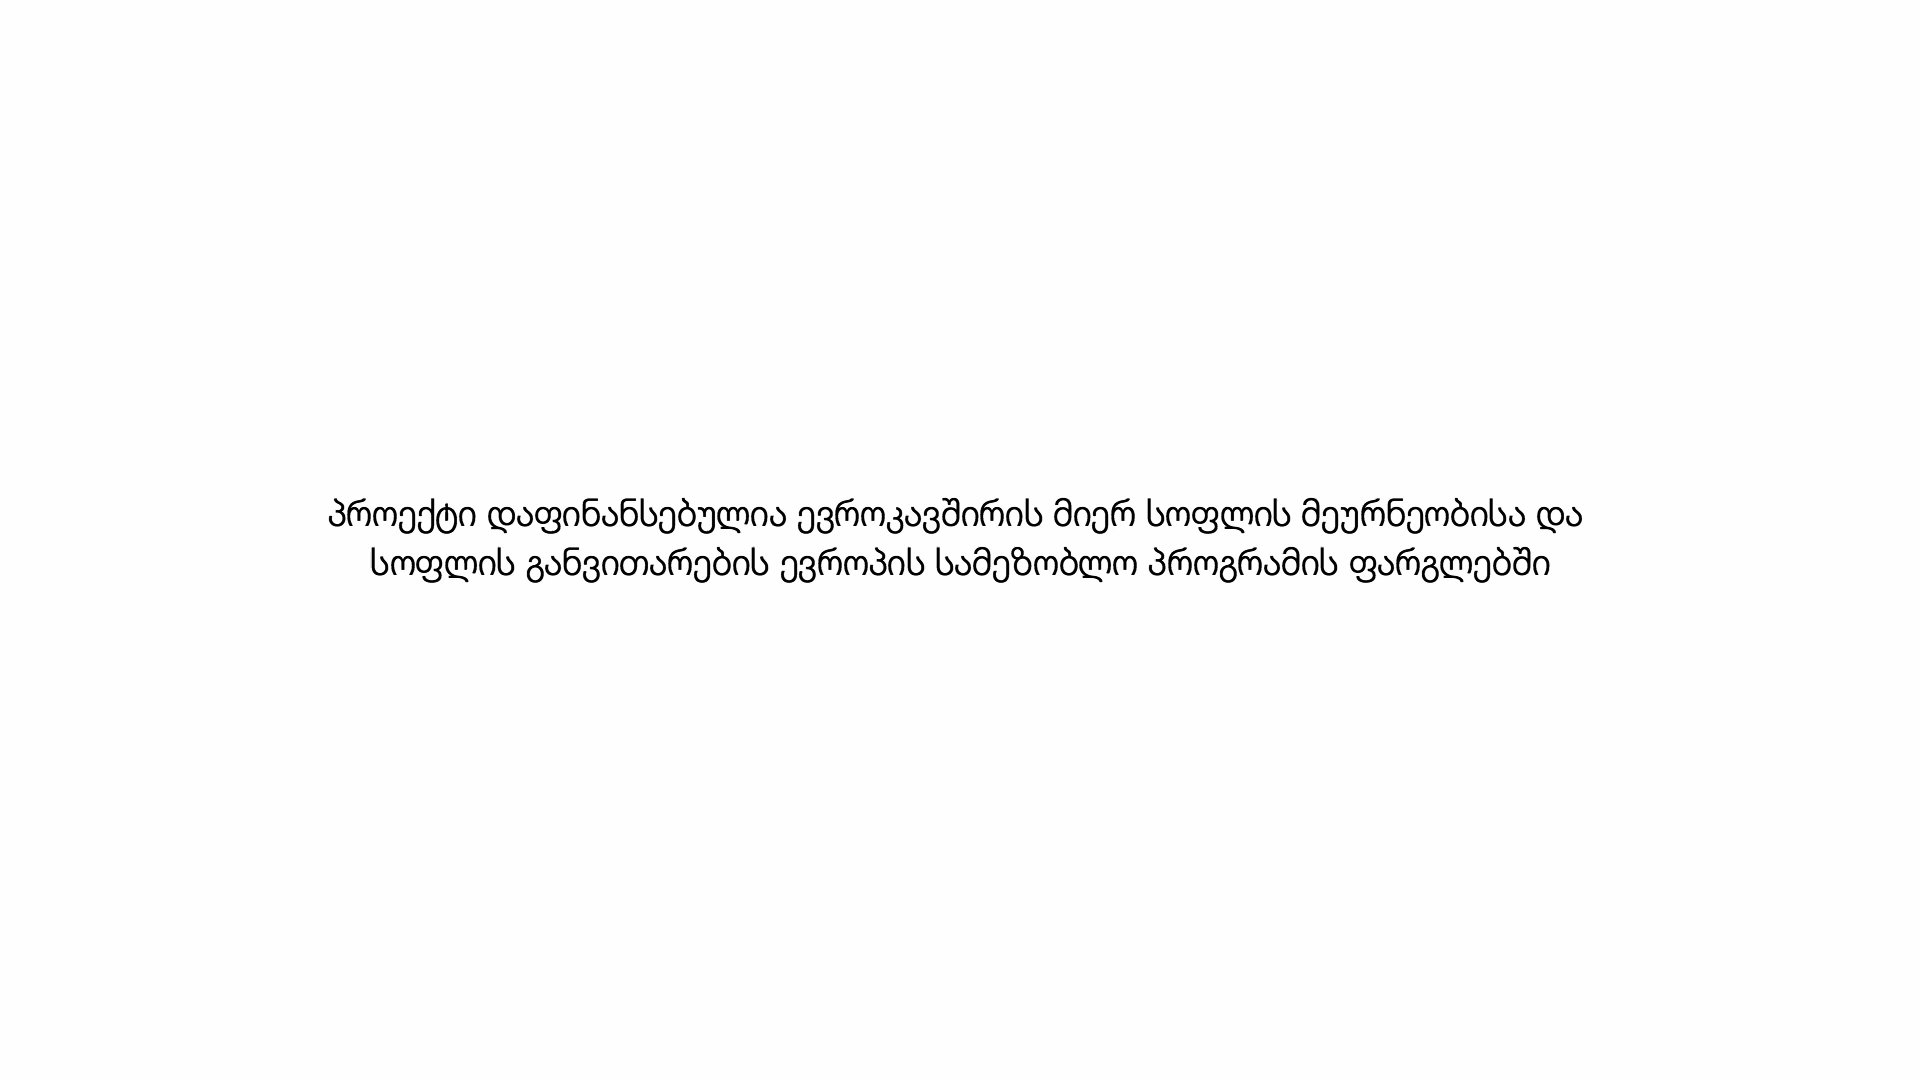 პროექტი დაფინანსებულია ევროკავშირის მიერ სოფლის მეურნეობისა და
სოფლის განვითარების ევროპის სამეზობლო პროგრამის ფარგლებში